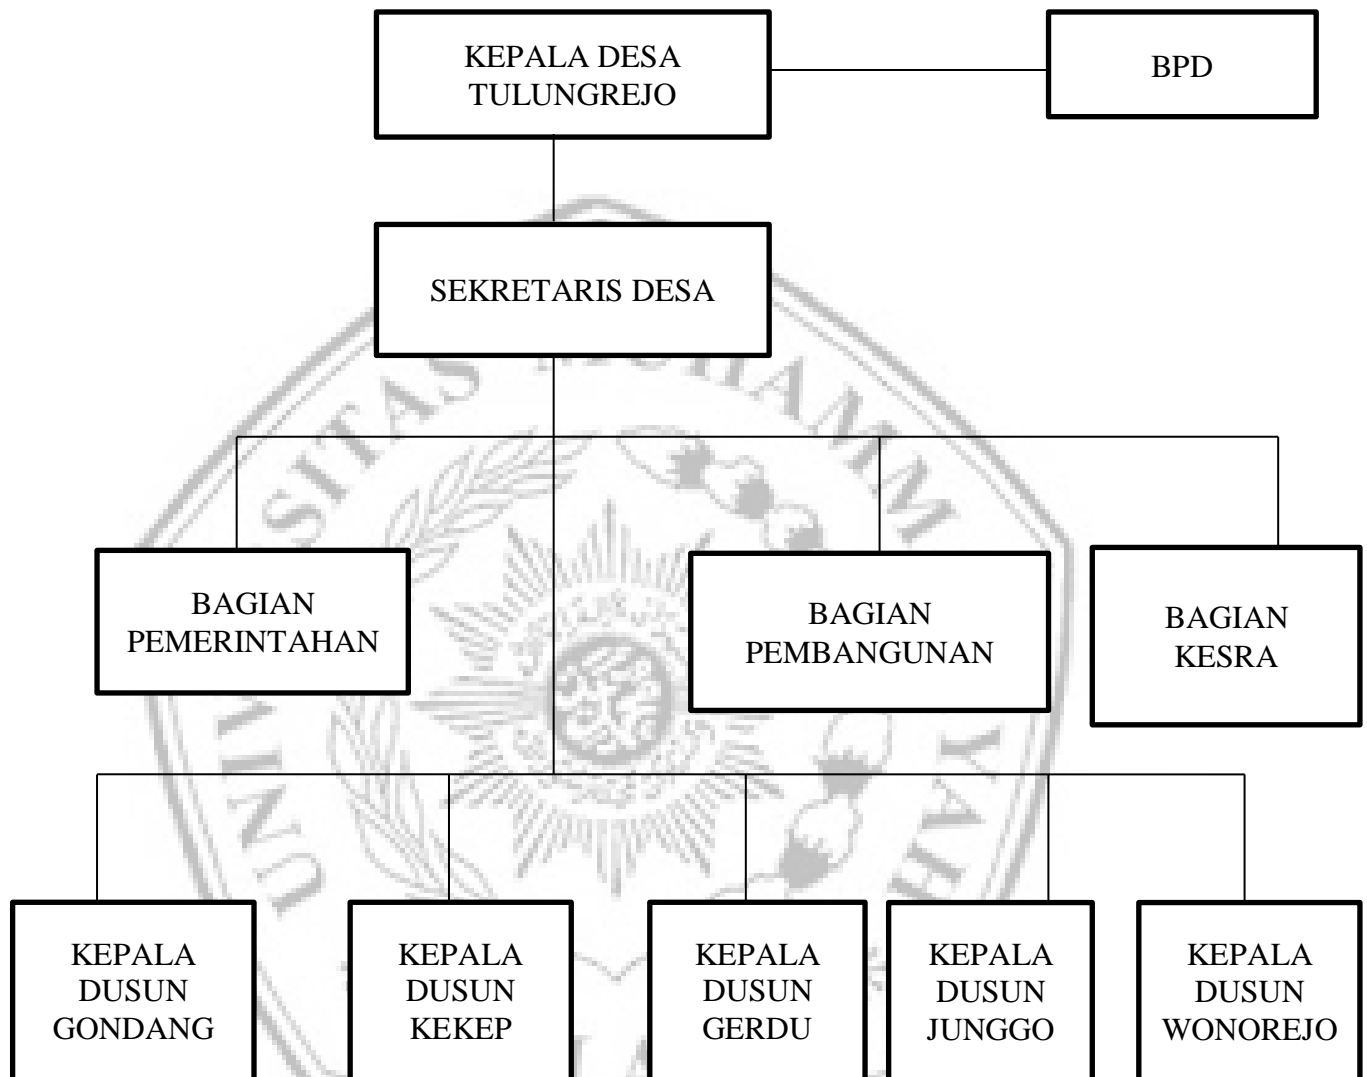 KEPALA DESA
TULUNGREJO
BPD
SEKRETARIS DESA
BAGIAN
PEMERINTAHAN
BAGIAN
PEMBANGUNAN
BAGIAN
KESRA
KEPALA
DUSUN
GONDANG
KEPALA
DUSUN
KEKEP
KEPALA
DUSUN
GERDU
KEPALA
DUSUN
JUNGGO
KEPALA
DUSUN
WONOREJO